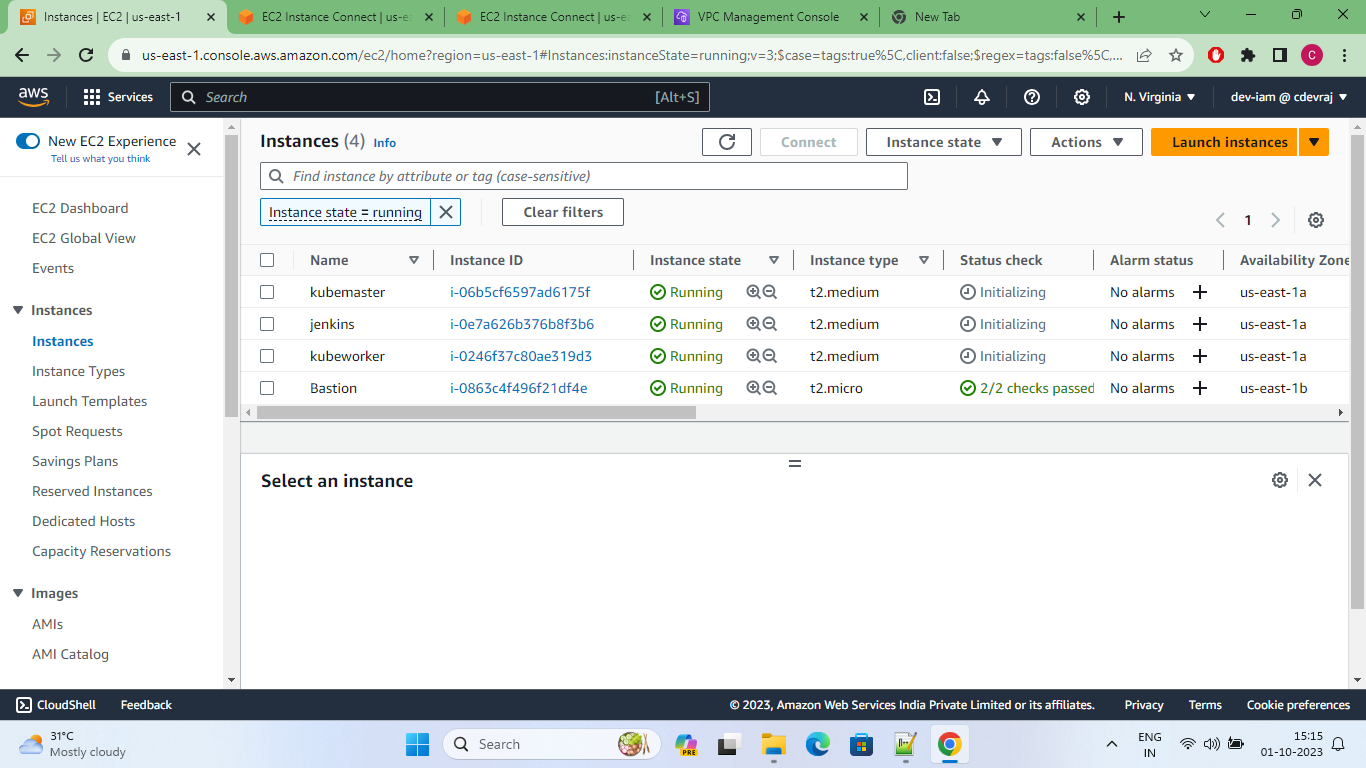 Instances | EC2 | us-east-1
EC2 Instance Connect | us-e
EC2 Instance Connect | us-e
VPC Management Console
New Tab
us-east-1.console.aws.amazon.com/ec2/home?region=us-east-1#Instances:instanceState=running;v=3;$case=tags:true%5C,client:false;$regex=tags:false%5C,...
C
aws
Services
Search
[Alt+S]
N. Virginia
dev-iam @ cdevraj
New EC2 Experience
Tell us what you think
EC2 Dashboard
EC2 Global View
Events
Instances
Instances
Instance Types
Launch Templates
Spot Requests
Savings Plans
Reserved Instances
Dedicated Hosts
Capacity Reservations
Images
AMIs
AMI Catalog
Instances (4) Info
Connect
Instance state
Actions
Launch instances
Find instance by attribute or tag (case-sensitive)
Instance state = running
Clear filters
1
Name Instance ID Instance state Instance type Status check Alarm status Availability Zone
kubemaster i-06b5cf6597ad6175f Running t2.medium Initializing No alarms us-east-1a
jenkins i-0e7a626b376b8f3b6 Running t2.medium Initializing No alarms us-east-1a
kubeworker i-0246f37c80ae319d3 Running t2.medium Initializing No alarms us-east-1a
Bastion i-0863c4f496f21df4e Running t2.micro 2/2 checks passed No alarms us-east-1b
Select an instance
CloudShell
Feedback
© 2023, Amazon Web Services India Private Limited or its affiliates.
Privacy
Terms
Cookie preferences
31°C
Mostly cloudy
Search
PRE
ENG
IN
15:15
01-10-2023